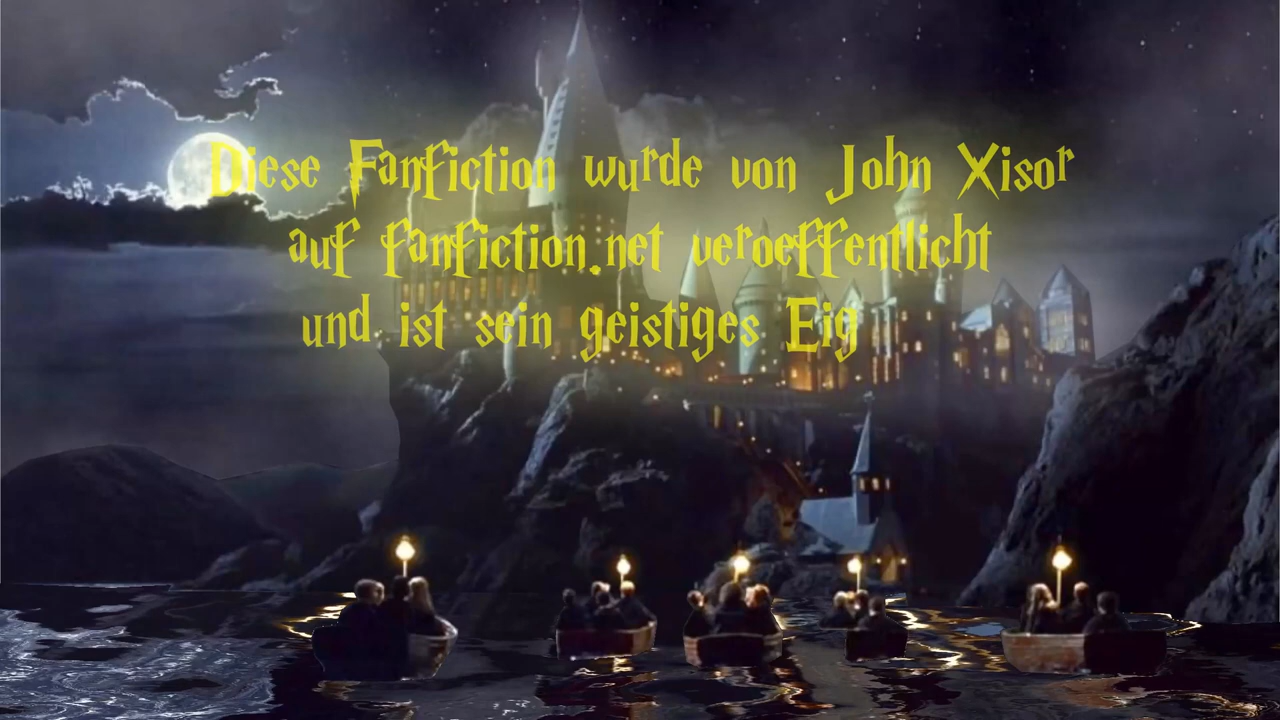 Diese Fanfiction wurde von John Xisor
auf fanfiction.net veroeffentlicht
und ist sein geistiges Eig